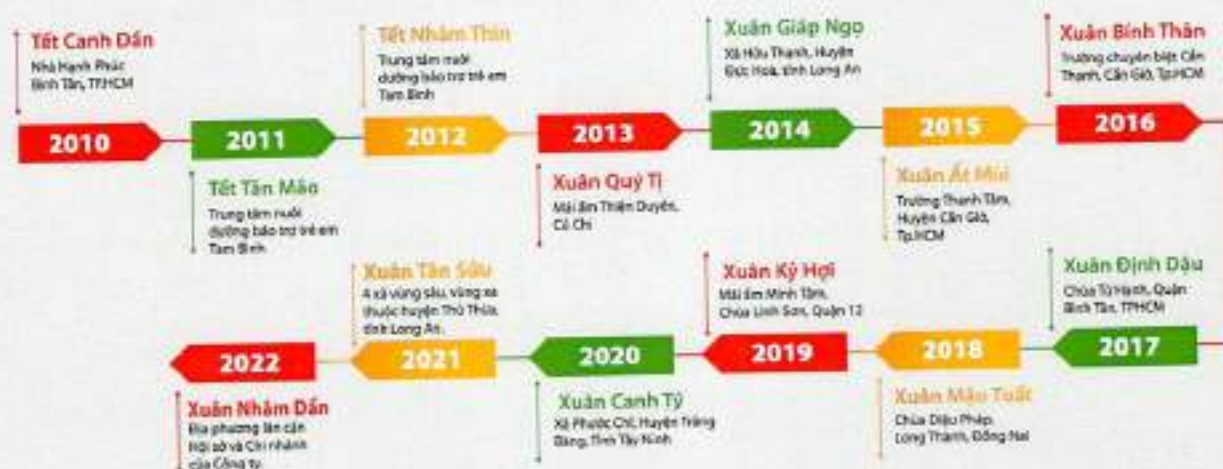 Tết Canh Dần
Nhà Hạnh Phúc
Bình Tân, TP.HCM
2010
2011
Tết Tân Mão
Trung tâm nuôi
dưỡng bảo trợ trẻ em
Tam Bình
Tết Nhâm Thìn
Trung tâm nuôi
dưỡng bảo trợ trẻ em
Tam Bình
2012
2013
Xuân Quý Tị
Mái ấm Thiện Duyên,
Củ Chi
Xuân Giáp Ngọ
Xã Hữu Thạnh, Huyện
Đức Hoà, tỉnh Long An
2014
2015
Xuân Ất Mùi
Trường Thanh Tâm,
Huyện Cần Giờ,
Tp.HCM
Xuân Bính Thân
Trường chuyên biệt Cần
Thạnh, Cần Giờ, Tp.HCM
2016
Xuân Định Dậu
Chùa Từ Hạnh, Quận
Bình Tân, TPHCM
2017
2018
Xuân Mậu Tuất
Chùa Diệu Pháp,
Long Thành, Đồng Nai
Xuân Kỷ Hợi
Mái ấm Minh Tâm,
Chùa Linh Sơn, Quận 12
2019
2020
Xuân Canh Tý
Xã Phước Chỉ, Huyện Trảng
Bàng, Tỉnh Tây Ninh
Xuân Tân Sửu
4 xã vùng sâu, vùng xa
thuộc huyện Thủ Thừa,
tỉnh Long An.
2021
2022
Xuân Nhâm Dần
Địa phương lân cận
Hội sở và Chi nhánh
của Công ty.